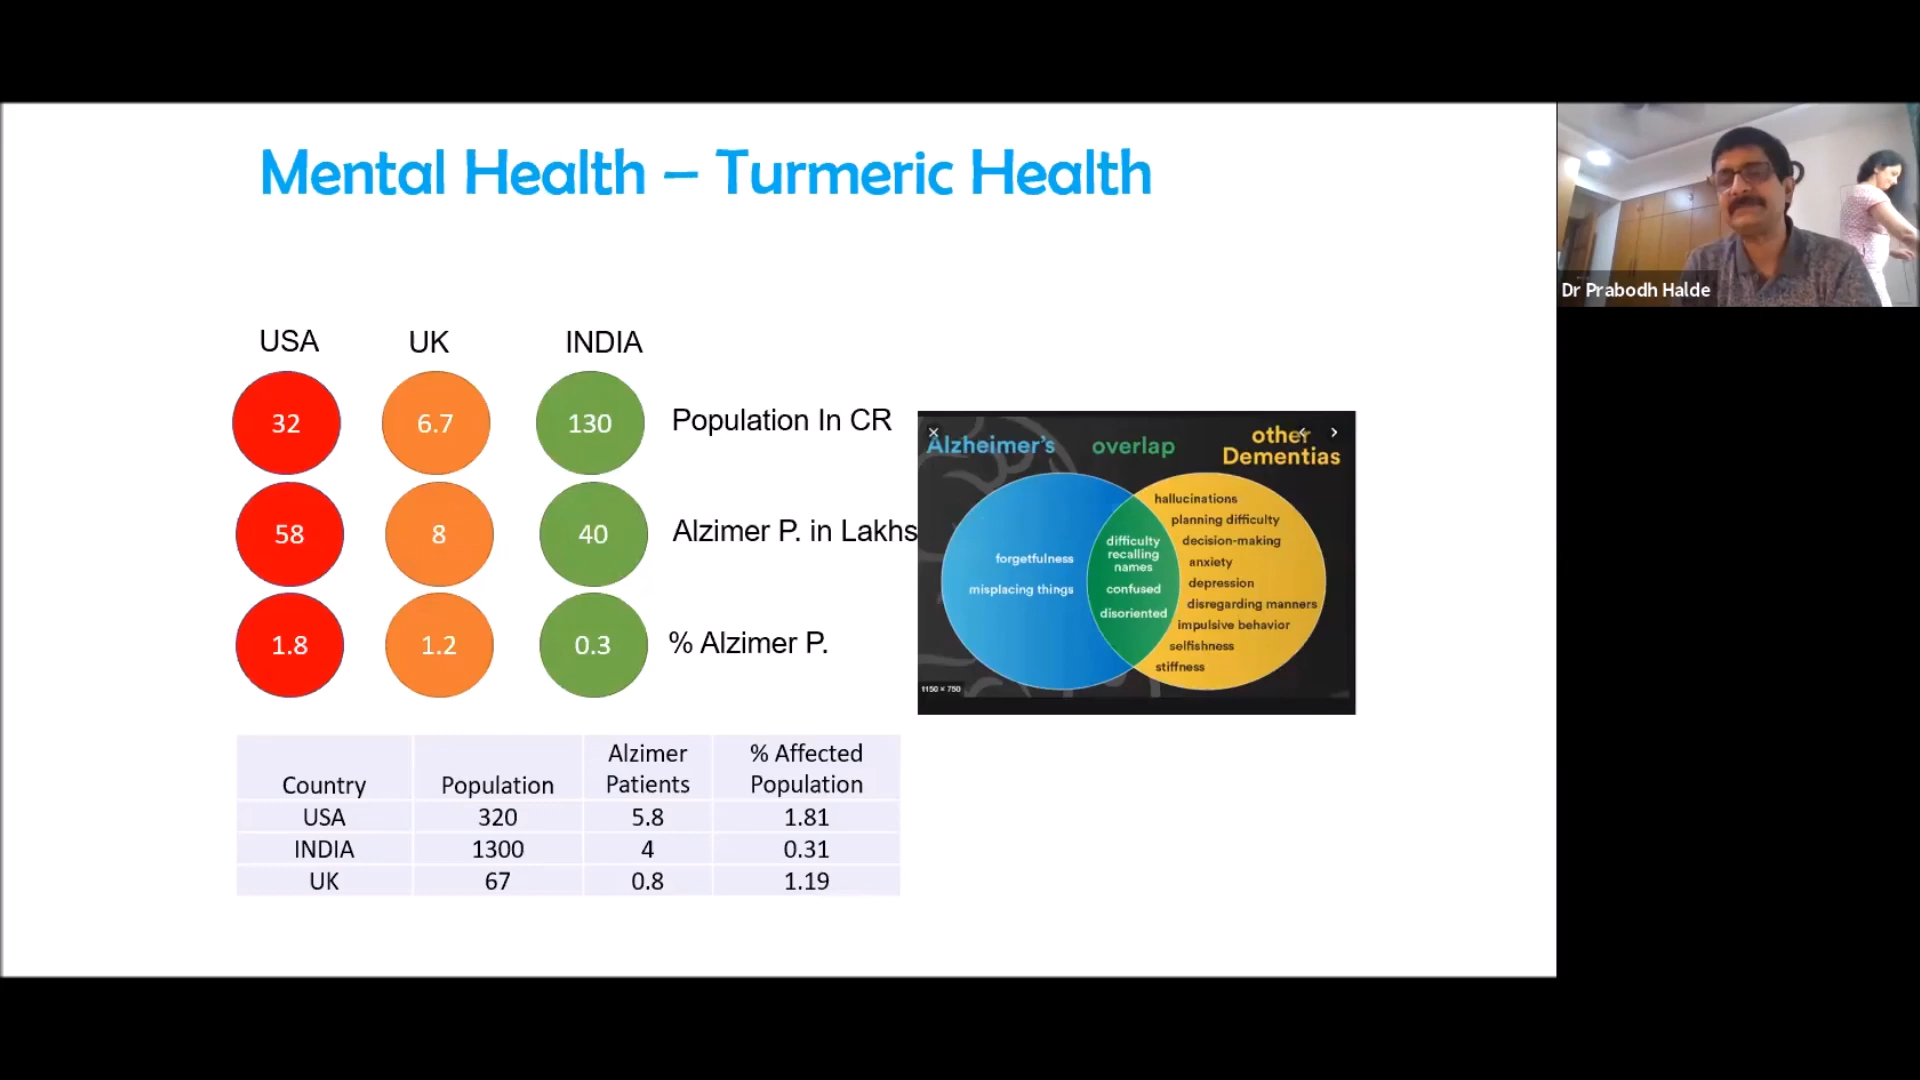 Mental Health – Turmeric Health
Dr Prabodh Halde
USA UK INDIA
32 6.7 130 Population In CR
58 8 40 Alzimer P. in Lakhs
1.8 1.2 0.3 % Alzimer P.
Alzheimer's overlap other
Dementias
forgetfulness
misplacing things
difficulty
recalling
names
confused
disoriented
hallucinations
planning difficulty
decision-making
anxiety
depression
disregarding manners
impulsive behavior
selfishness
stiffness
1150 × 750
Country Population Alzimer Patients % Affected Population
USA 320 5.8 1.81
INDIA 1300 4 0.31
UK 67 0.8 1.19